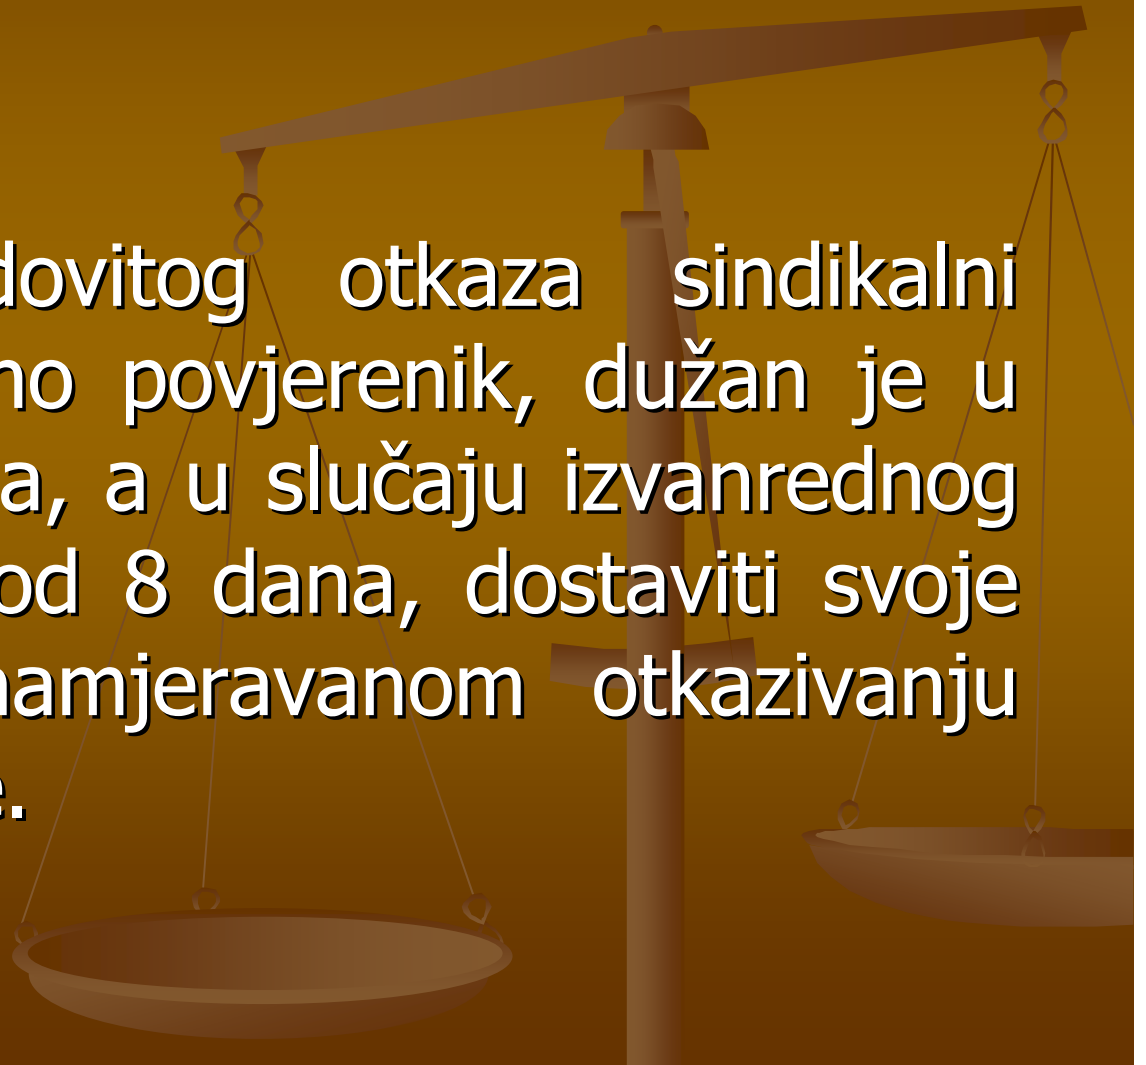 dovitog otkaza sindikalni
no povjerenik, dužan je u
a, a u slučaju izvanrednog
od 8 dana, dostaviti svoje
namjeravanom otkazivanju
e.